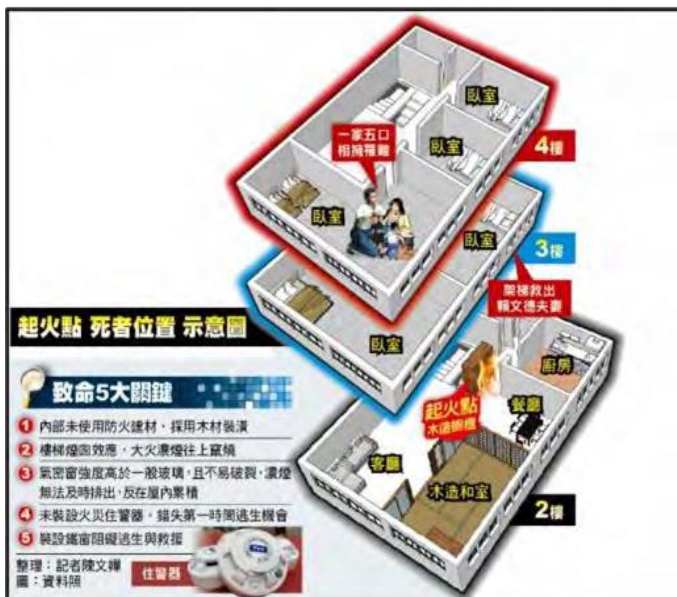 臥室
臥室
4樓
一家五口
相擁罹難
臥室
臥室
3樓
架梯救出
賴文德夫妻
臥室
起火點 死者位置 示意圖
廚房
餐廳
起火點
木造櫥櫃
客廳
木造和室
2樓
致命5大關鍵
1 內部未使用防火建材，採用木材裝潢
2 樓梯煙囪效應，大火濃煙往上竄燒
3 氣密窗強度高於一般玻璃，且不易破裂，濃煙
無法及時排出，反在屋內累積
4 未裝設火災住警器，錯失第一時間逃生機會
5 裝設鐵窗阻礙逃生與救援
整理：記者陳文嬋
圖：資料照
住警器